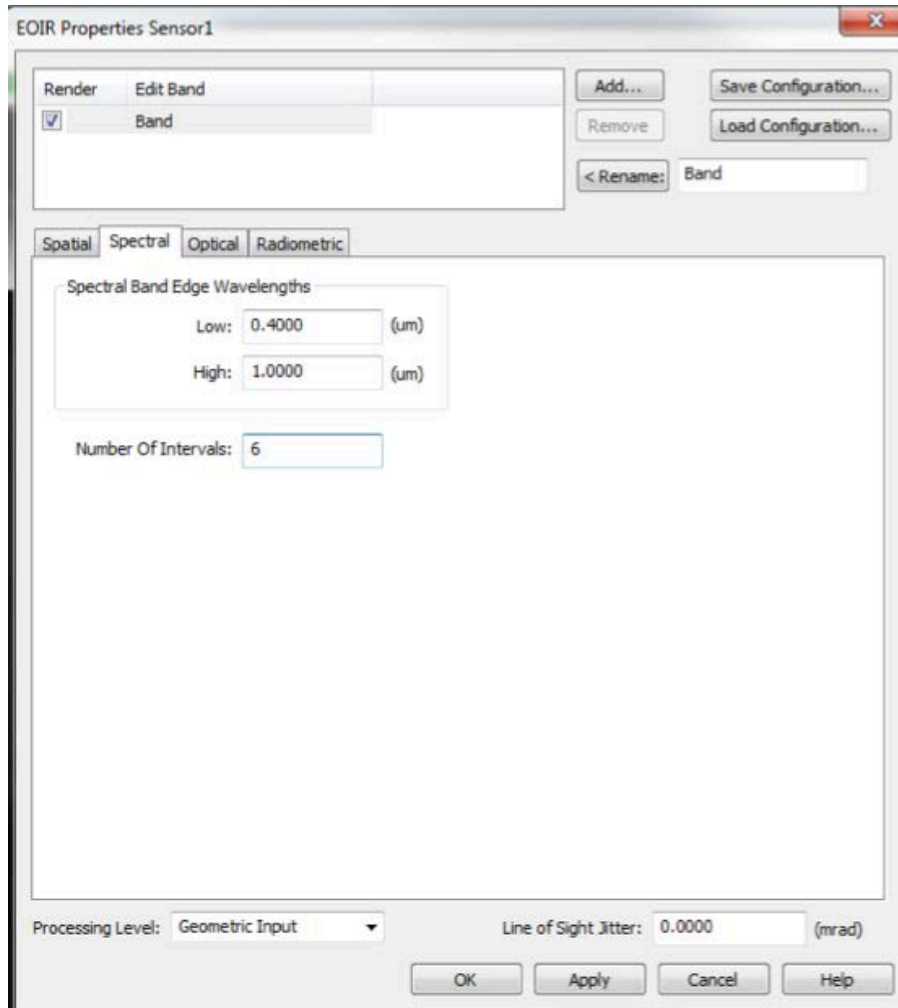 EOIR Properties Sensor1
Render Edit Band
Band
Add... Save Configuration...
Remove Load Configuration...
< Rename: Band
Spatial Spectral Optical Radiometric
Spectral Band Edge Wavelengths
Low: 0.4000 (um)
High: 1.0000 (um)
Number Of Intervals: 6
Processing Level: Geometric Input Line of Sight Jitter: 0.0000 (mrad)
OK Apply Cancel Help